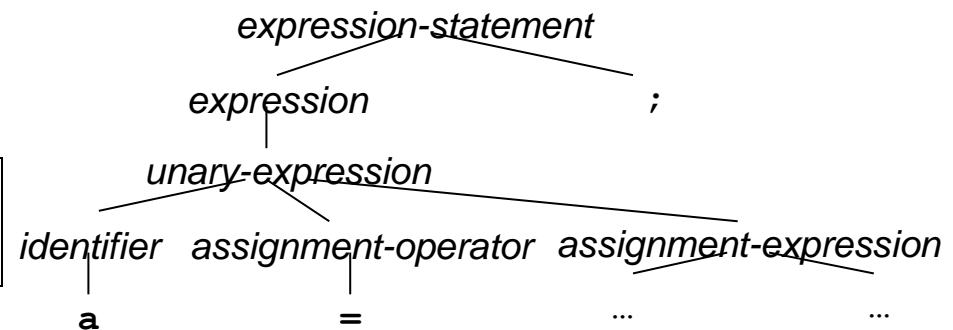 expression-statement
expression ;
unary-expression
identifier assignment-operator assignment-expression
a = … …